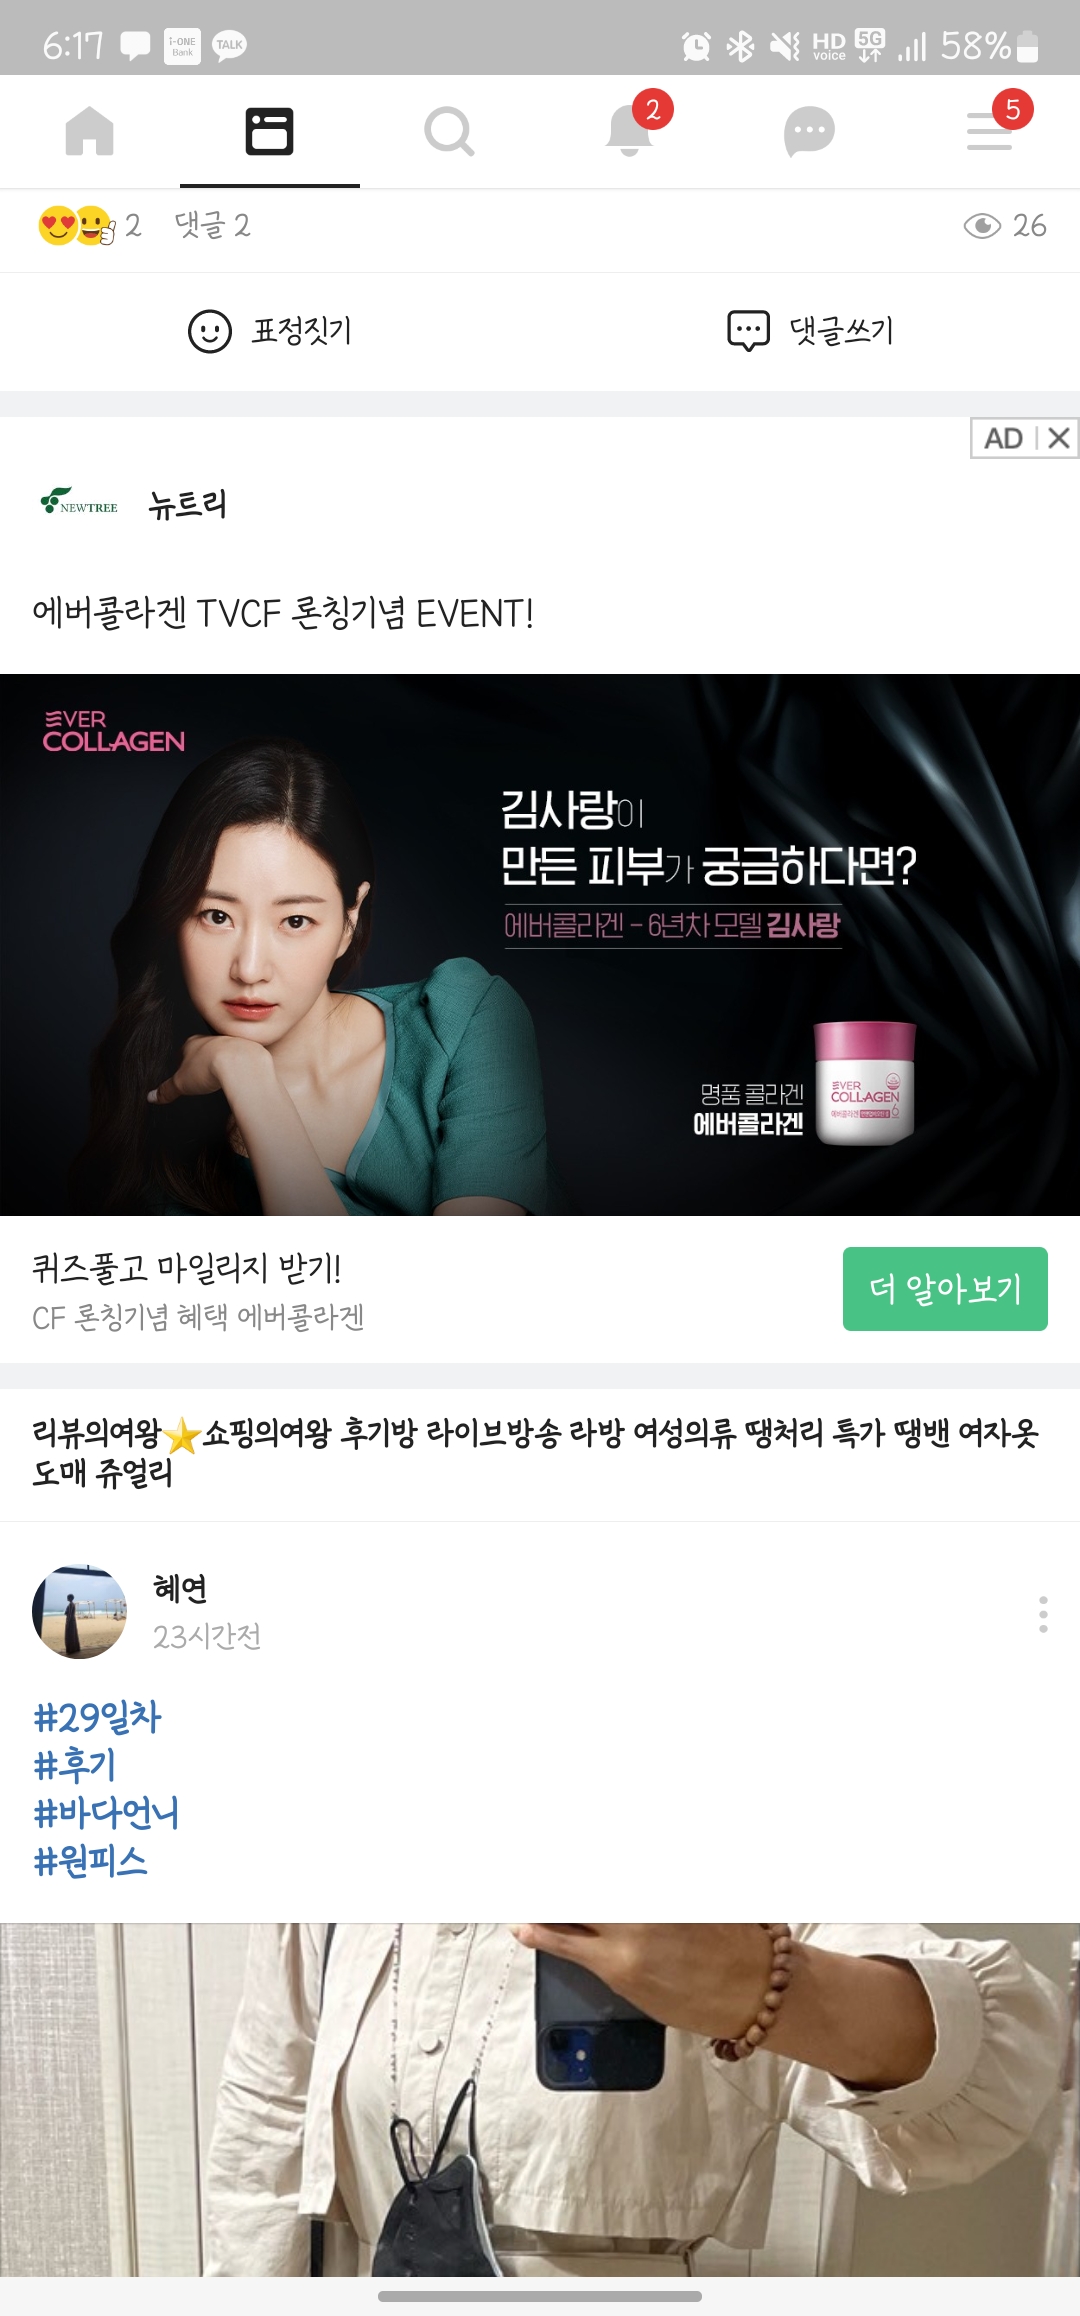 6:17
i-ONE
Bank
TALK
HD
voice
5G
58%
2
5
2 댓글 2
26
표정짓기
댓글쓰기
AD
NEWTREE
뉴트리
에버콜라겐 TVCF 론칭기념 EVENT!
EVER
COLLAGEN
김사랑이
만든 피부가 궁금하다면?
에버콜라겐 - 6년차 모델 김사랑
명품 콜라겐
에버콜라겐
EVER
COLLAGEN
에버콜라겐
퀴즈풀고 마일리지 받기!
CF 론칭기념 혜택 에버콜라겐
더 알아보기
리뷰의여왕⭐쇼핑의여왕 후기방 라이브방송 라방 여성의류 땡처리 특가 땡밴 여자옷
도매 쥬얼리
혜연
23시간전
#29일차
#후기
#바다언니
#원피스